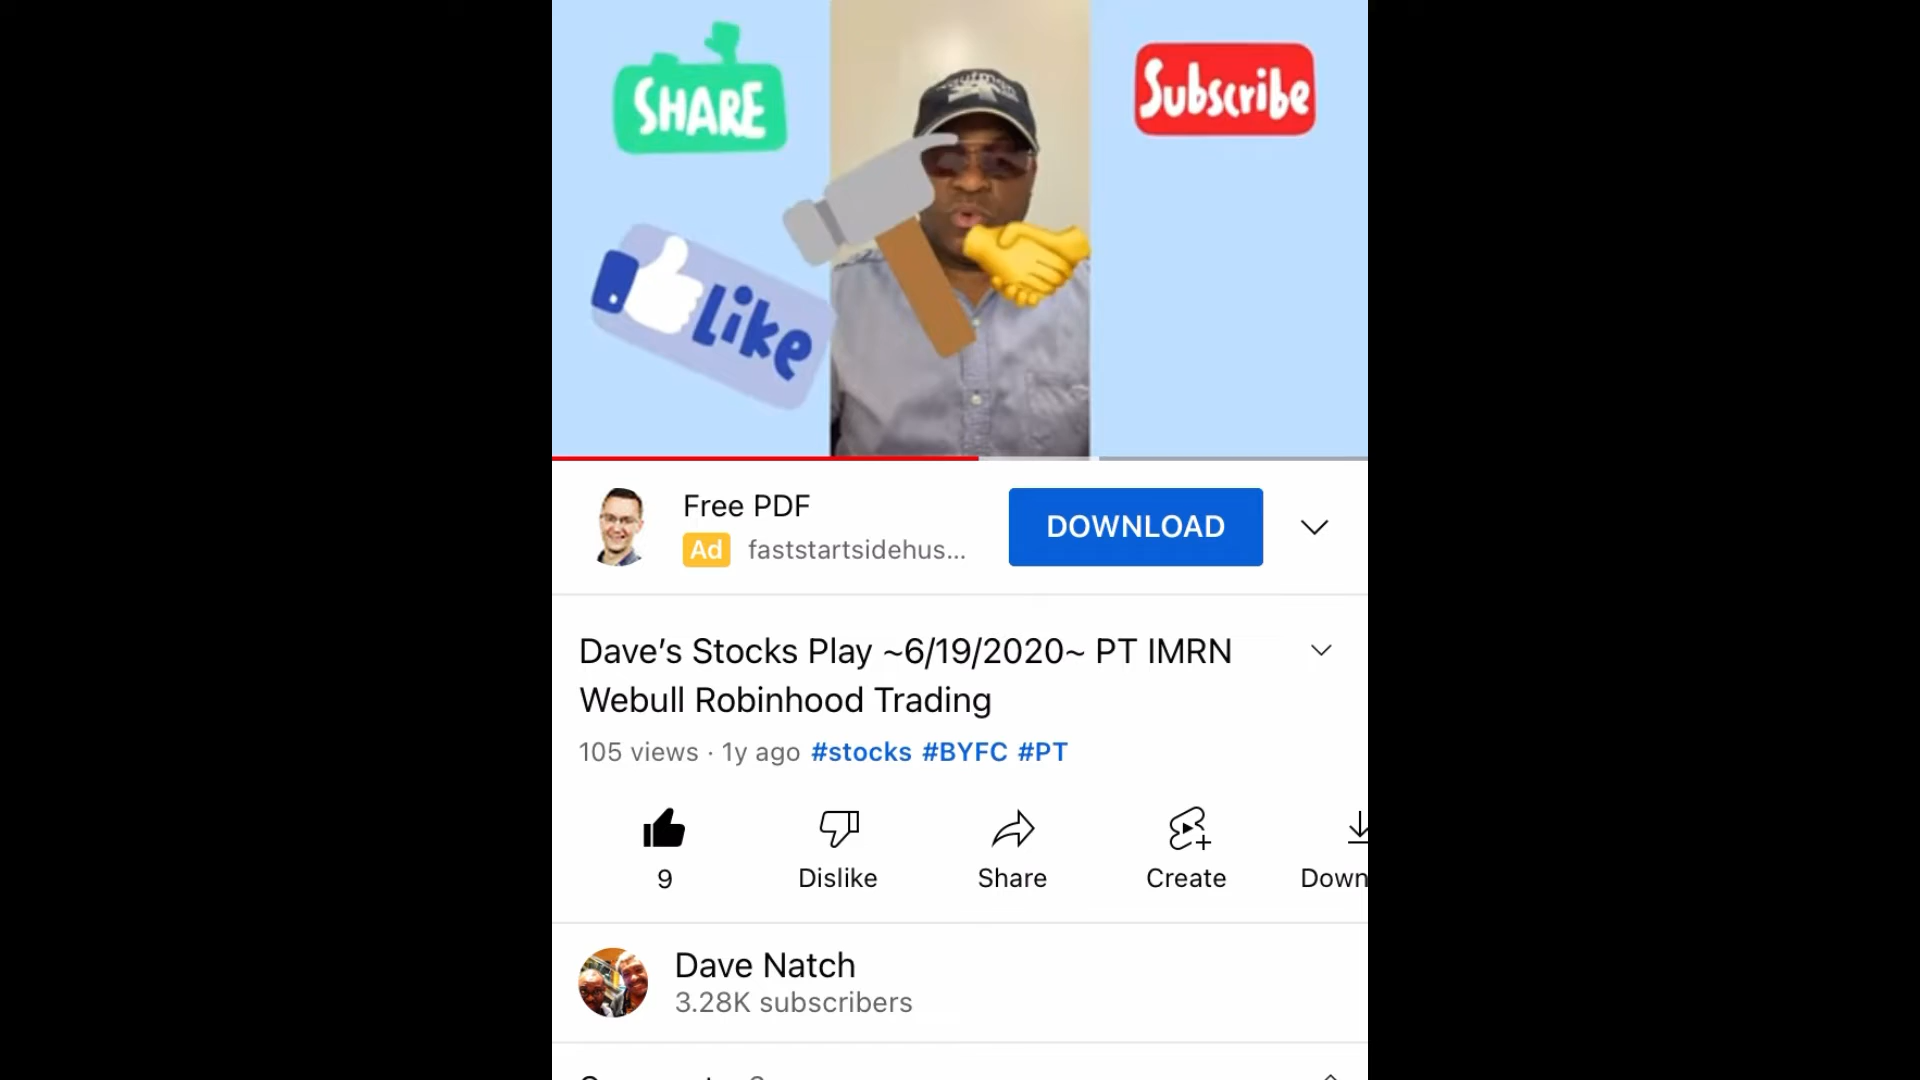 SHARE
Subscribe
Like
Free PDF
DOWNLOAD
Ad faststartsidehus...
Dave's Stocks Play ~6/19/2020~ PT IMRN
Webull Robinhood Trading
105 views · 1y ago #stocks #BYFC #PT
9
Dislike
Share
Create
Down
Dave Natch
3.28K subscribers